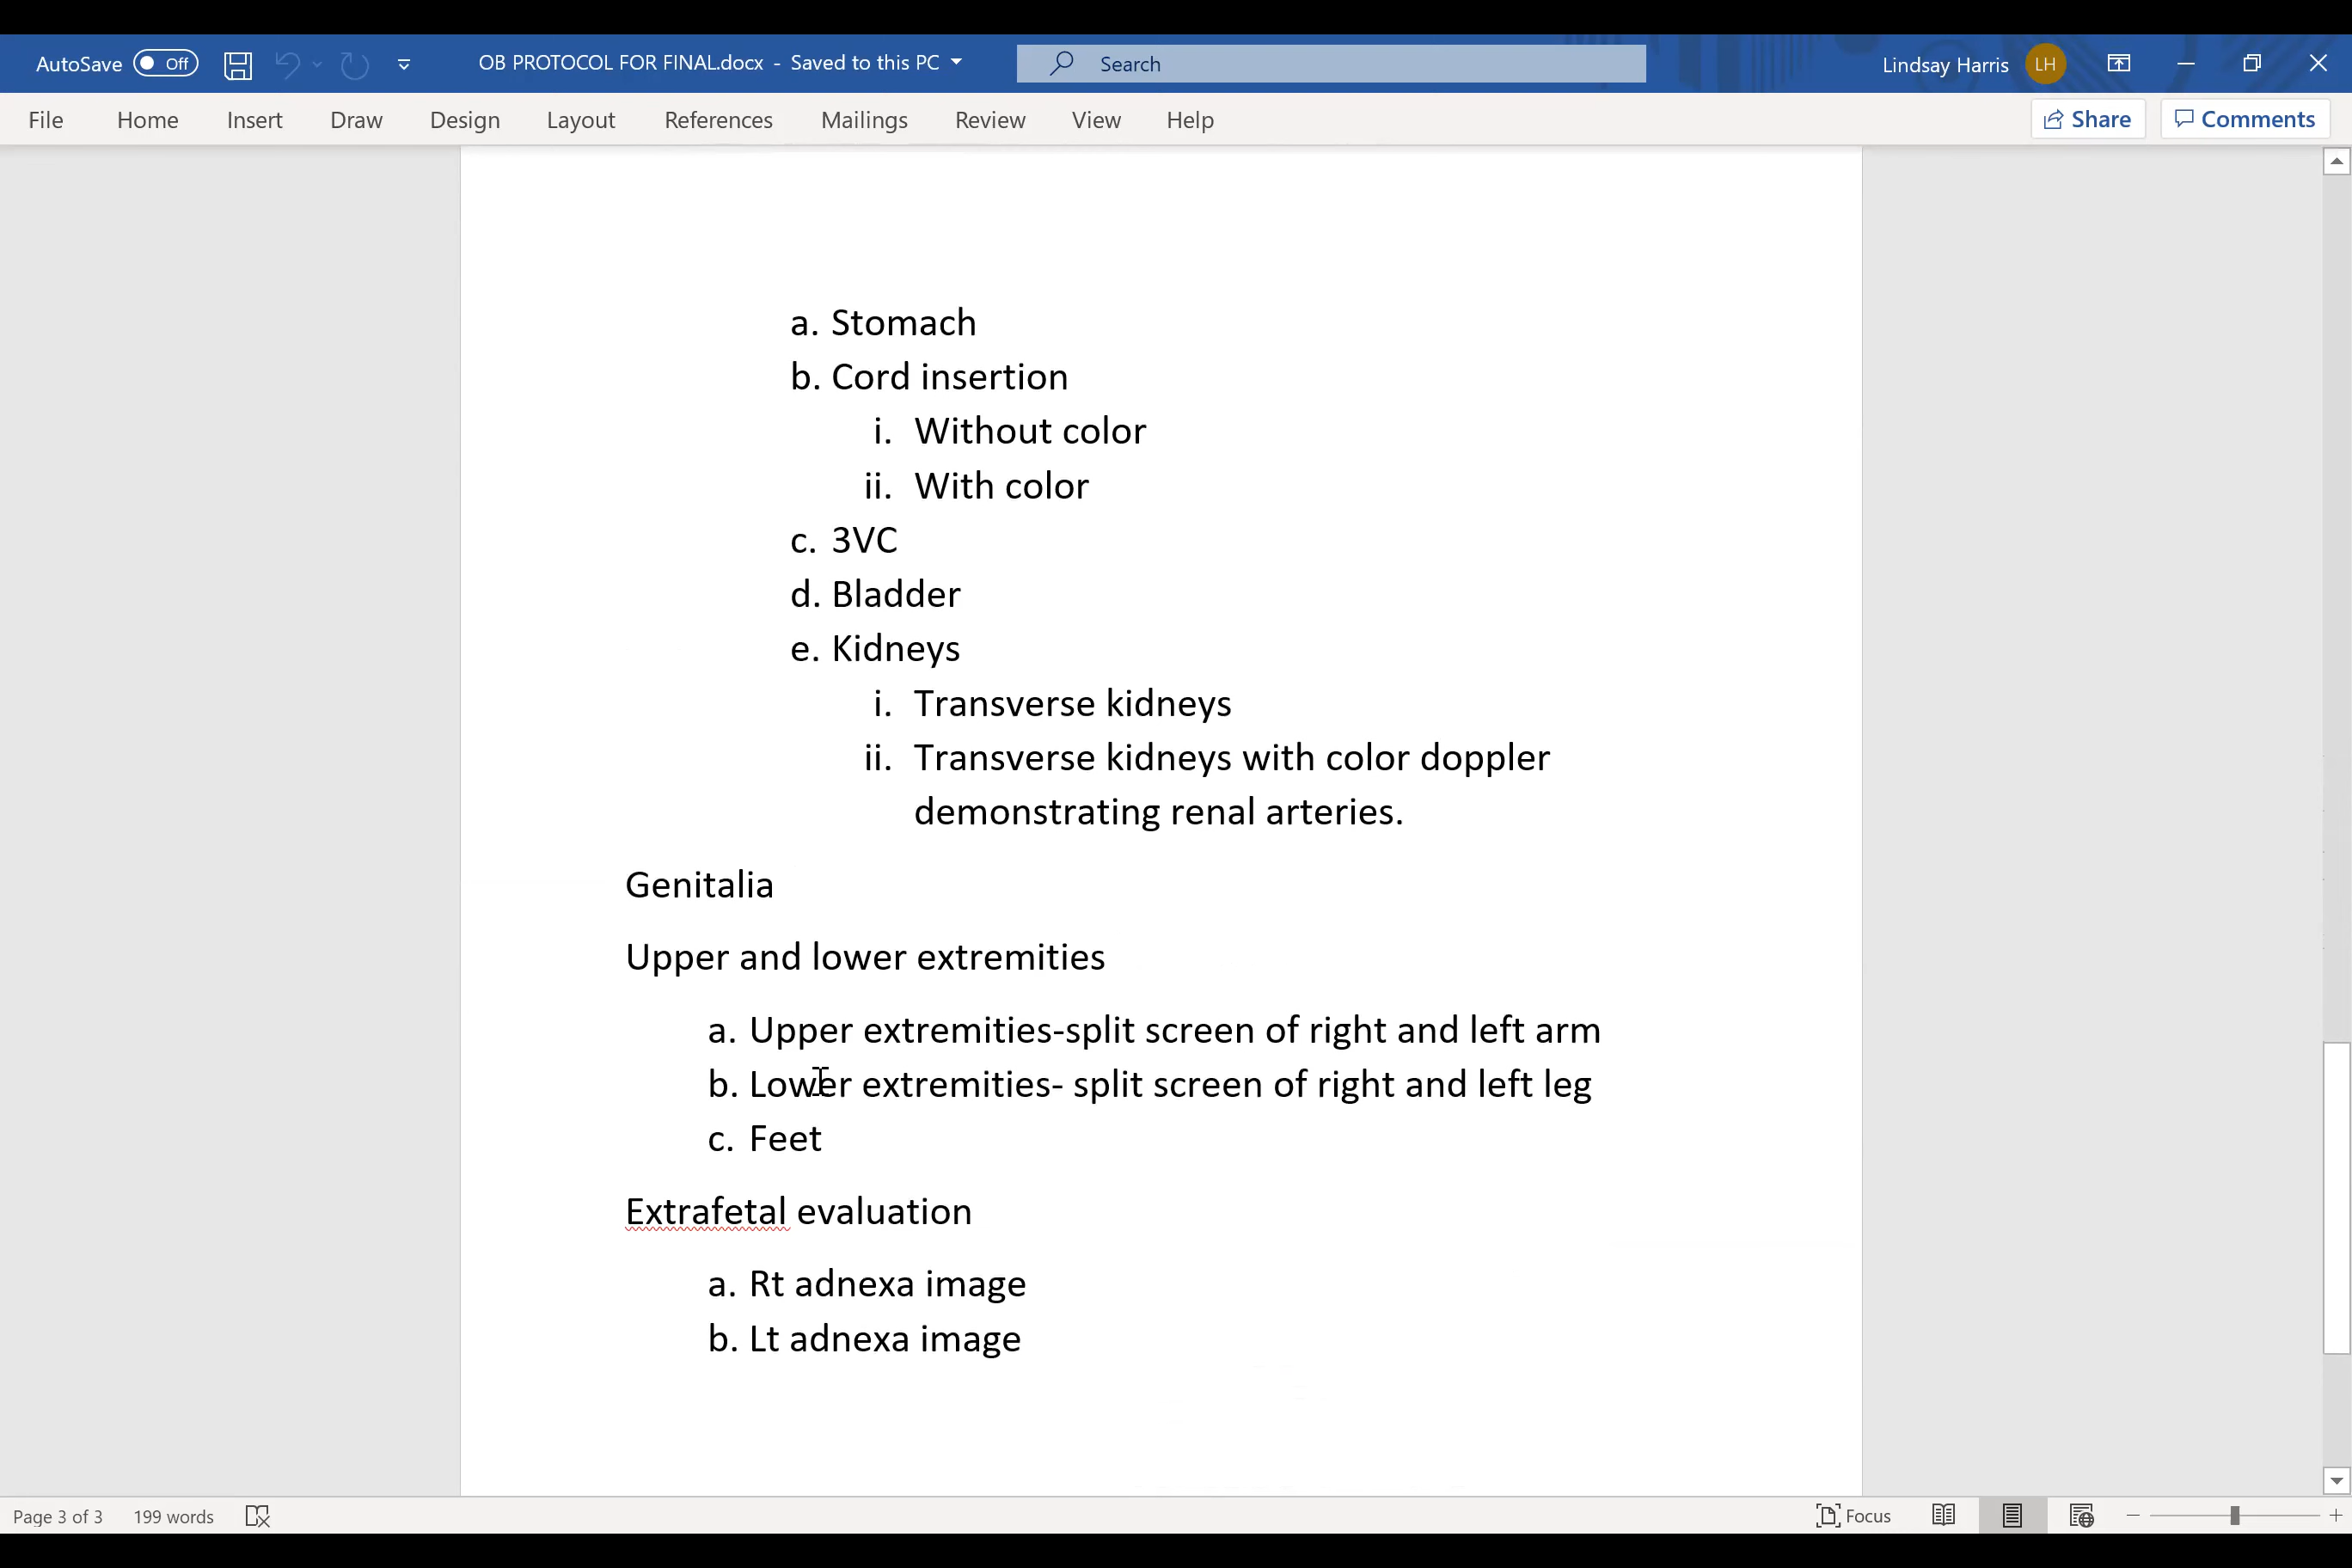 AutoSave Off OB PROTOCOL FOR FINAL.docx - Saved to this PC Search Lindsay Harris LH
File Home Insert Draw Design Layout References Mailings Review View Help Share Comments
a. Stomach
b. Cord insertion
i. Without color
ii. With color
c. 3VC
d. Bladder
e. Kidneys
i. Transverse kidneys
ii. Transverse kidneys with color doppler
demonstrating renal arteries.
Genitalia
Upper and lower extremities
a. Upper extremities-split screen of right and left arm
b. Lower extremities- split screen of right and left leg
c. Feet
Extrafetal evaluation
a. Rt adnexa image
b. Lt adnexa image
Page 3 of 3 199 words Focus